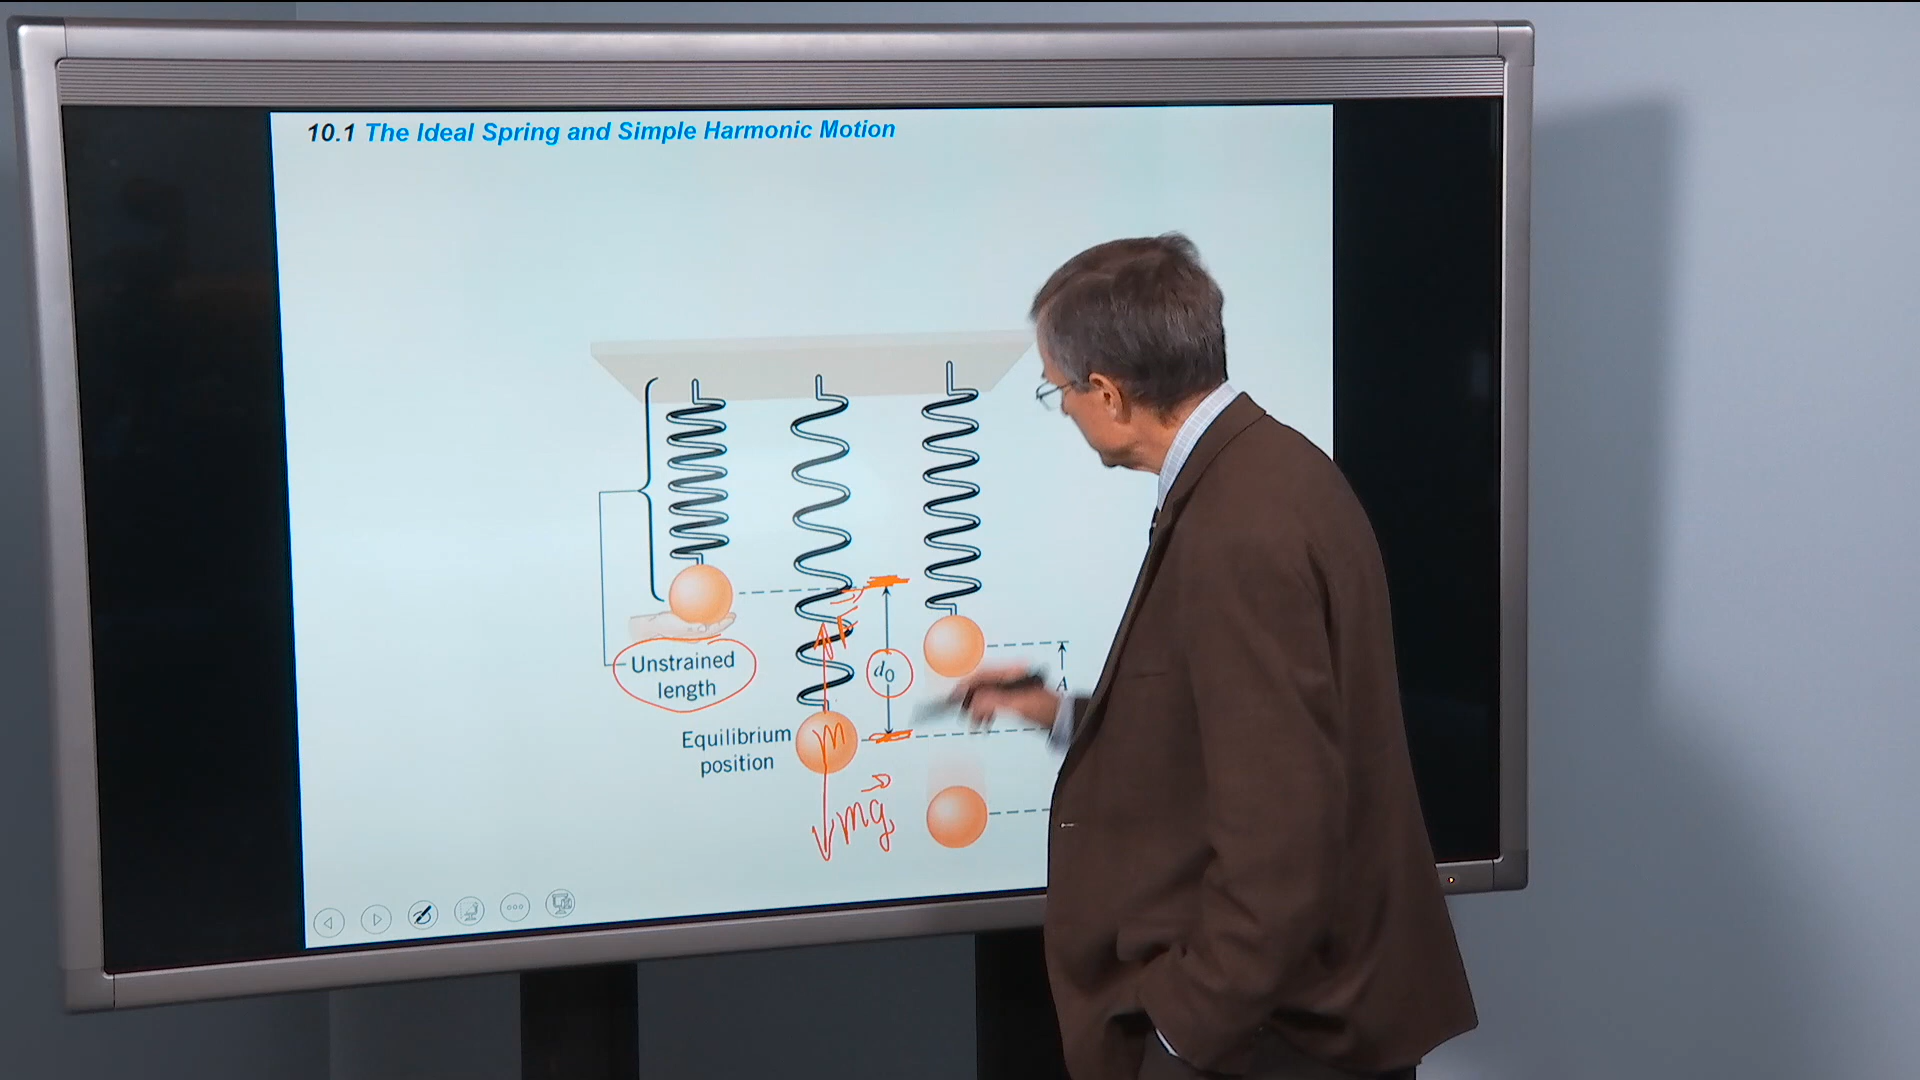 10.1 The Ideal Spring and Simple Harmonic Motion
Unstrained
length
F
d0
A
Equilibrium
position
m
mg